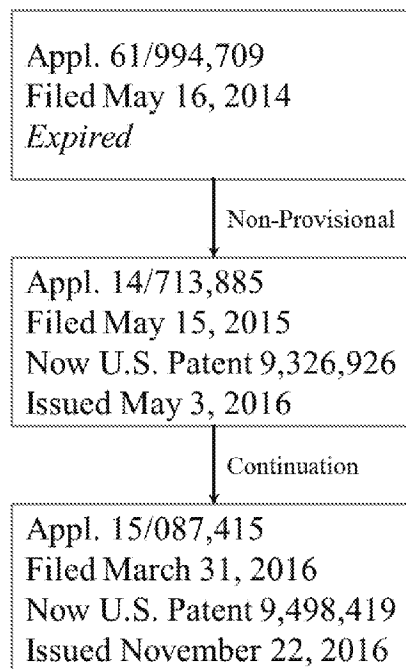 Appl. 61/994,709
Filed May 16, 2014
Expired
Non-Provisional
Appl. 14/713,885
Filed May 15, 2015
Now U.S. Patent 9,326,926
Issued May 3, 2016
Continuation
Appl. 15/087,415
Filed March 31, 2016
Now U.S. Patent 9,498,419
Issued November 22, 2016